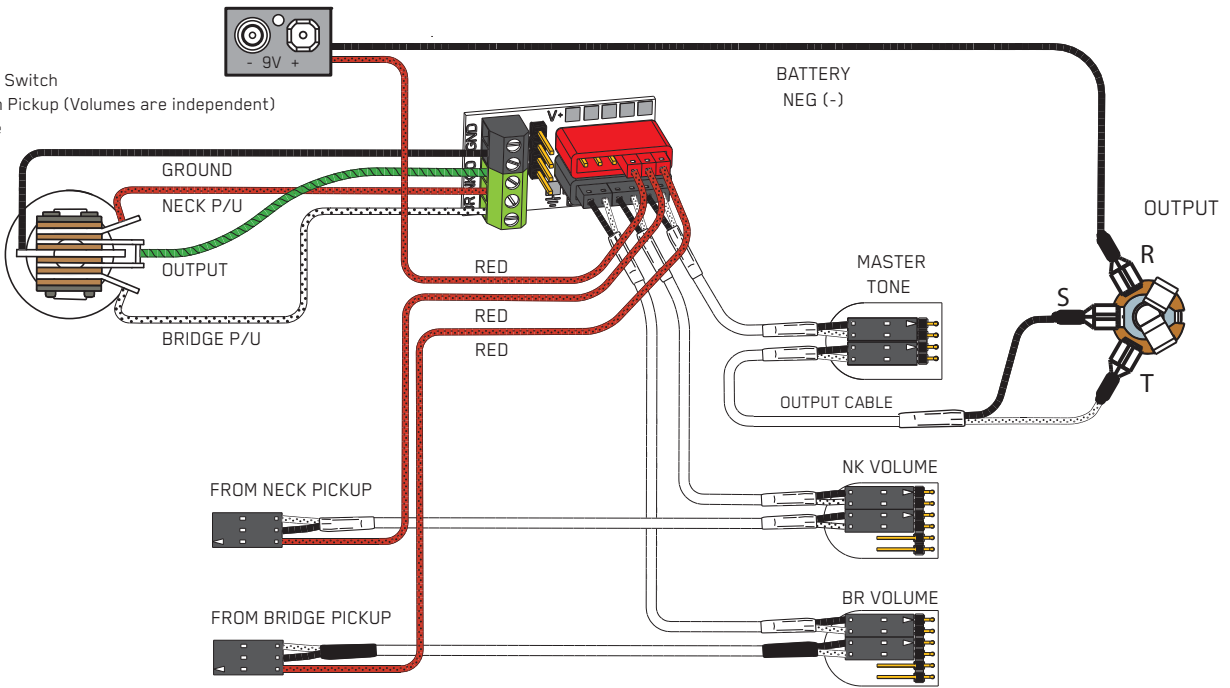 - 9V +
Switch
Pickup (Volumes are independent)
BATTERY
NEG (-)
V+
GND
GROUND
NECK P/U
OUTPUT
BRIDGE P/U
RED
RED
RED
MASTER
TONE
OUTPUT
R
S
T
OUTPUT CABLE
NK VOLUME
FROM NECK PICKUP
BR VOLUME
FROM BRIDGE PICKUP